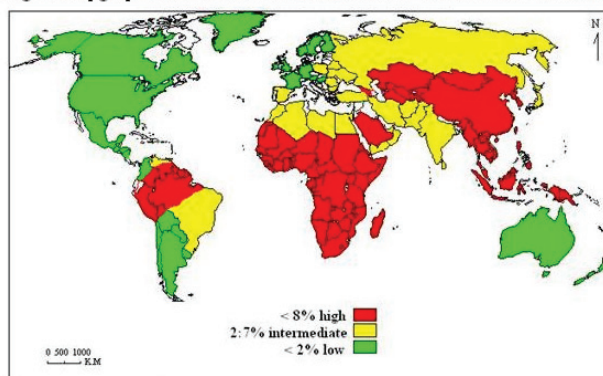 N
< 8% high
2:7% intermediate
< 2% low
0 500 1000
K.M